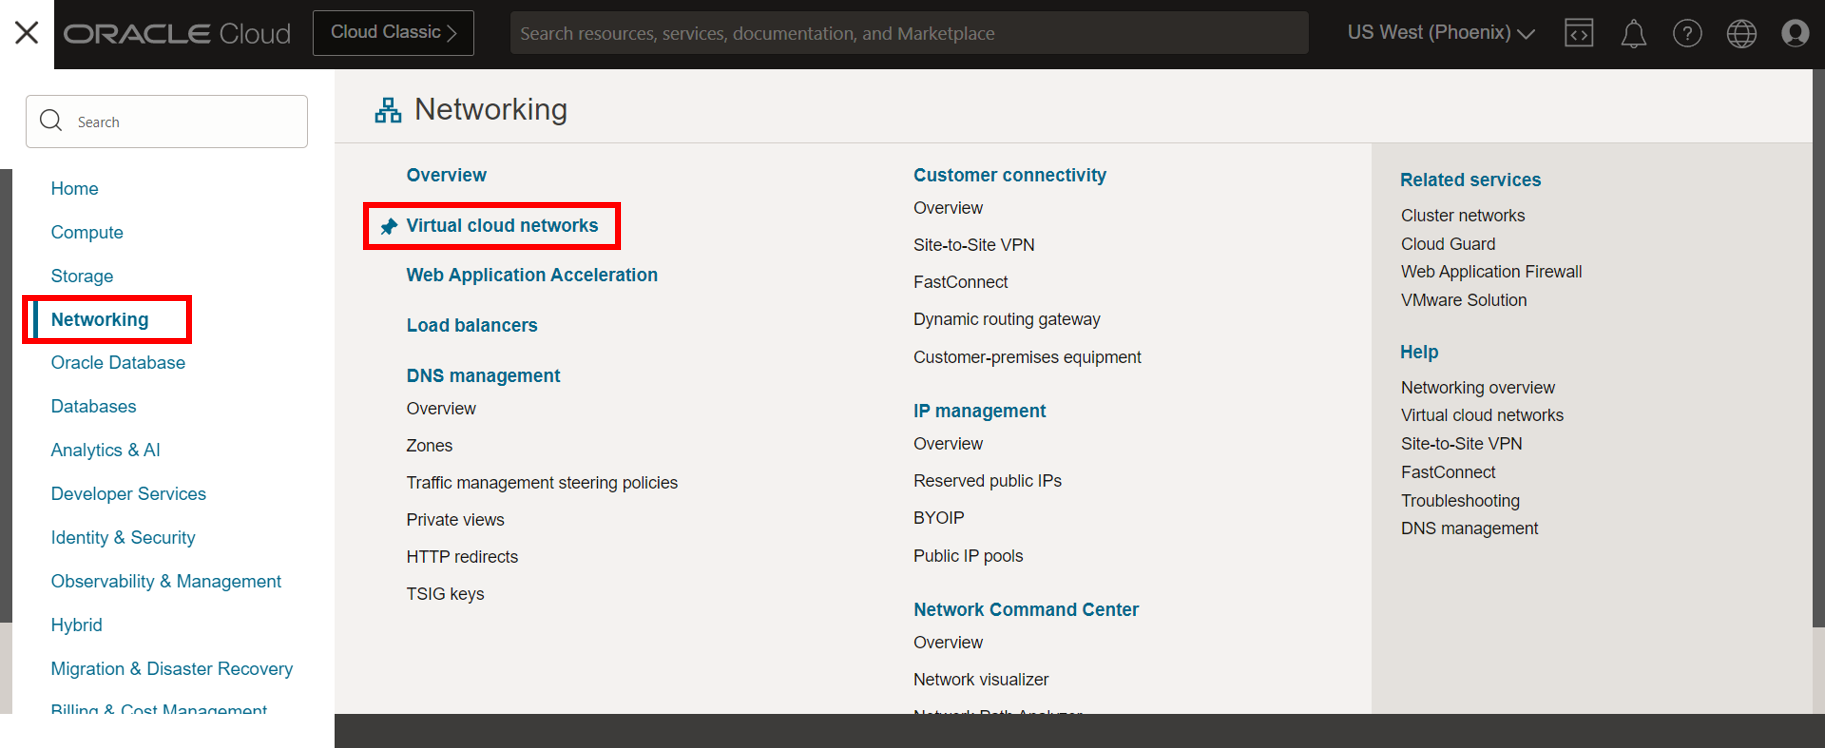 ORACLE Cloud
Cloud Classic
Search resources, services, documentation, and Marketplace
US West (Phoenix)
Search
Home
Compute
Storage
Networking
Oracle Database
Databases
Analytics & AI
Developer Services
Identity & Security
Observability & Management
Hybrid
Migration & Disaster Recovery
Billing & Cost Management
Networking
Overview
Virtual cloud networks
Web Application Acceleration
Load balancers
DNS management
Overview
Zones
Traffic management steering policies
Private views
HTTP redirects
TSIG keys
Customer connectivity
Overview
Site-to-Site VPN
FastConnect
Dynamic routing gateway
Customer-premises equipment
IP management
Overview
Reserved public IPs
BYOIP
Public IP pools
Network Command Center
Overview
Network visualizer
Network Path Analyzer
Related services
Cluster networks
Cloud Guard
Web Application Firewall
VMware Solution
Help
Networking overview
Virtual cloud networks
Site-to-Site VPN
FastConnect
Troubleshooting
DNS management